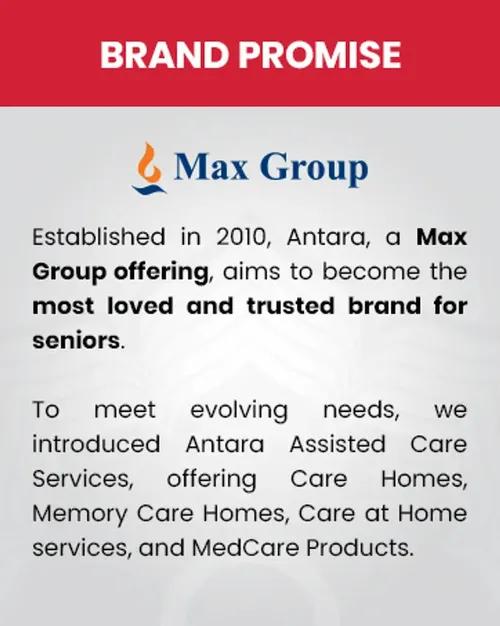 BRAND PROMISE
Max Group
Established in 2010, Antara, a Max
Group offering, aims to become the
most loved and trusted brand for
seniors.
To meet evolving needs, we
introduced Antara Assisted Care
Services, offering Care Homes,
Memory Care Homes, Care at Home
services, and MedCare Products.